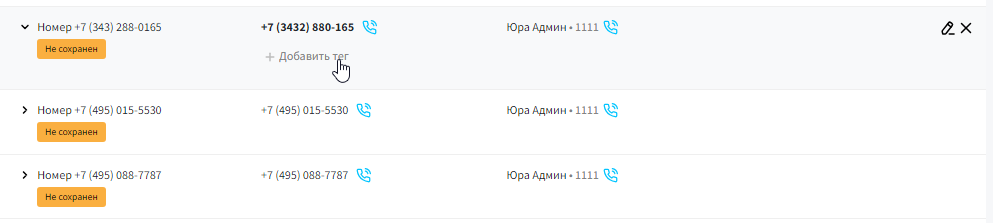 Номер +7 (343) 288-0165 +7 (3432) 880-165 Юра Админ • 1111
Не сохранен + Добавить тег
Номер +7 (495) 015-5530 +7 (495) 015-5530 Юра Админ • 1111
Не сохранен
Номер +7 (495) 088-7787 +7 (495) 088-7787 Юра Админ • 1111
Не сохранен